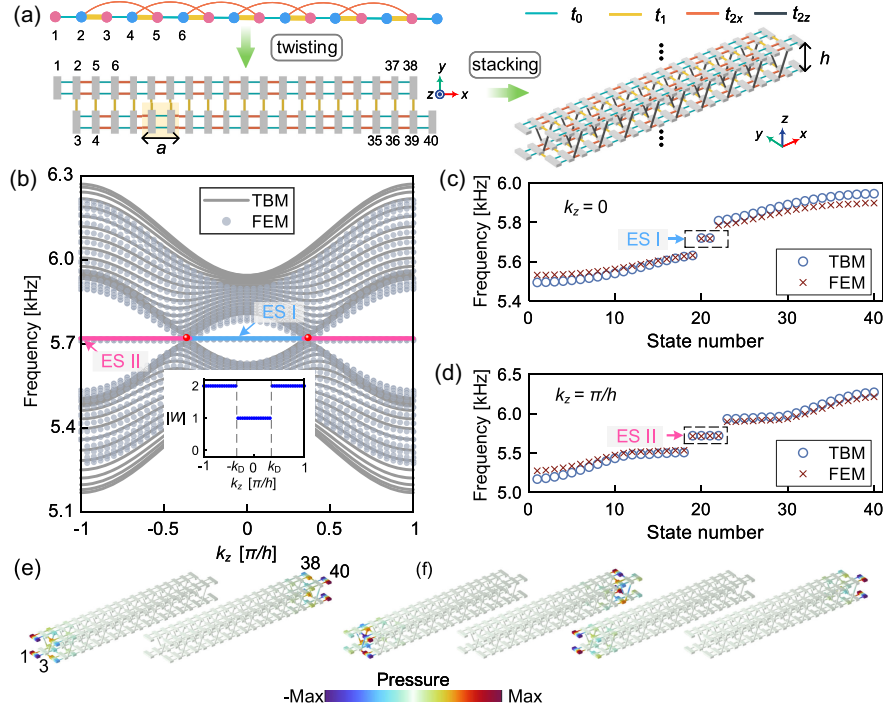 (a)
t0 t1 t2x t2z
1 2 3 4 5 6
twisting
1 2 4 5 6 37 38
3 4 35 36 39 40
a
y
z x
stacking
h
z
y x
(b)
6.3
6.0
5.7
5.4
5.1
Frequency [kHz]
TBM
FEM
ES I
ES II
|W|
2
1
0
-1 -kD 0 kD 1
kz [π/h]
-1 -0.5 0 0.5 1
kz [π/h]
(c)
6.0
5.8
5.6
5.4
Frequency [kHz]
kz = 0
ES I
TBM
FEM
0 10 20 30 40
State number
(d)
6.5
6.0
5.5
5.0
Frequency [kHz]
kz = π/h
ES II
TBM
FEM
0 10 20 30 40
State number
(e)
38
40
1
3
(f)
Pressure
-Max Max